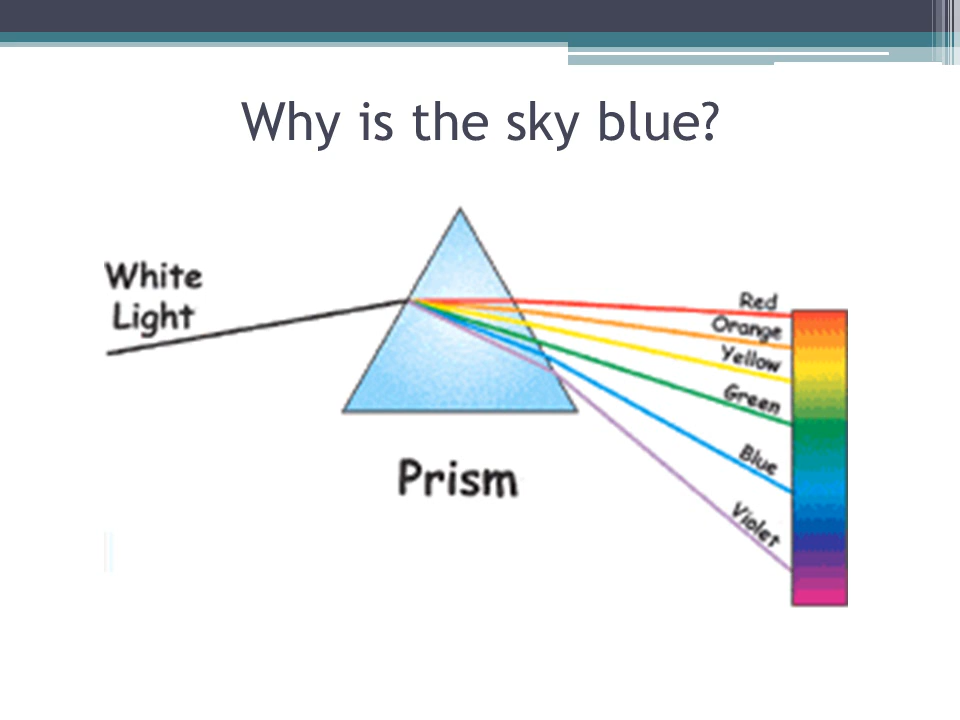 Why is the sky blue?
White
Light
Red
Orange
Yellow
Green
Blue
Violet
Prism